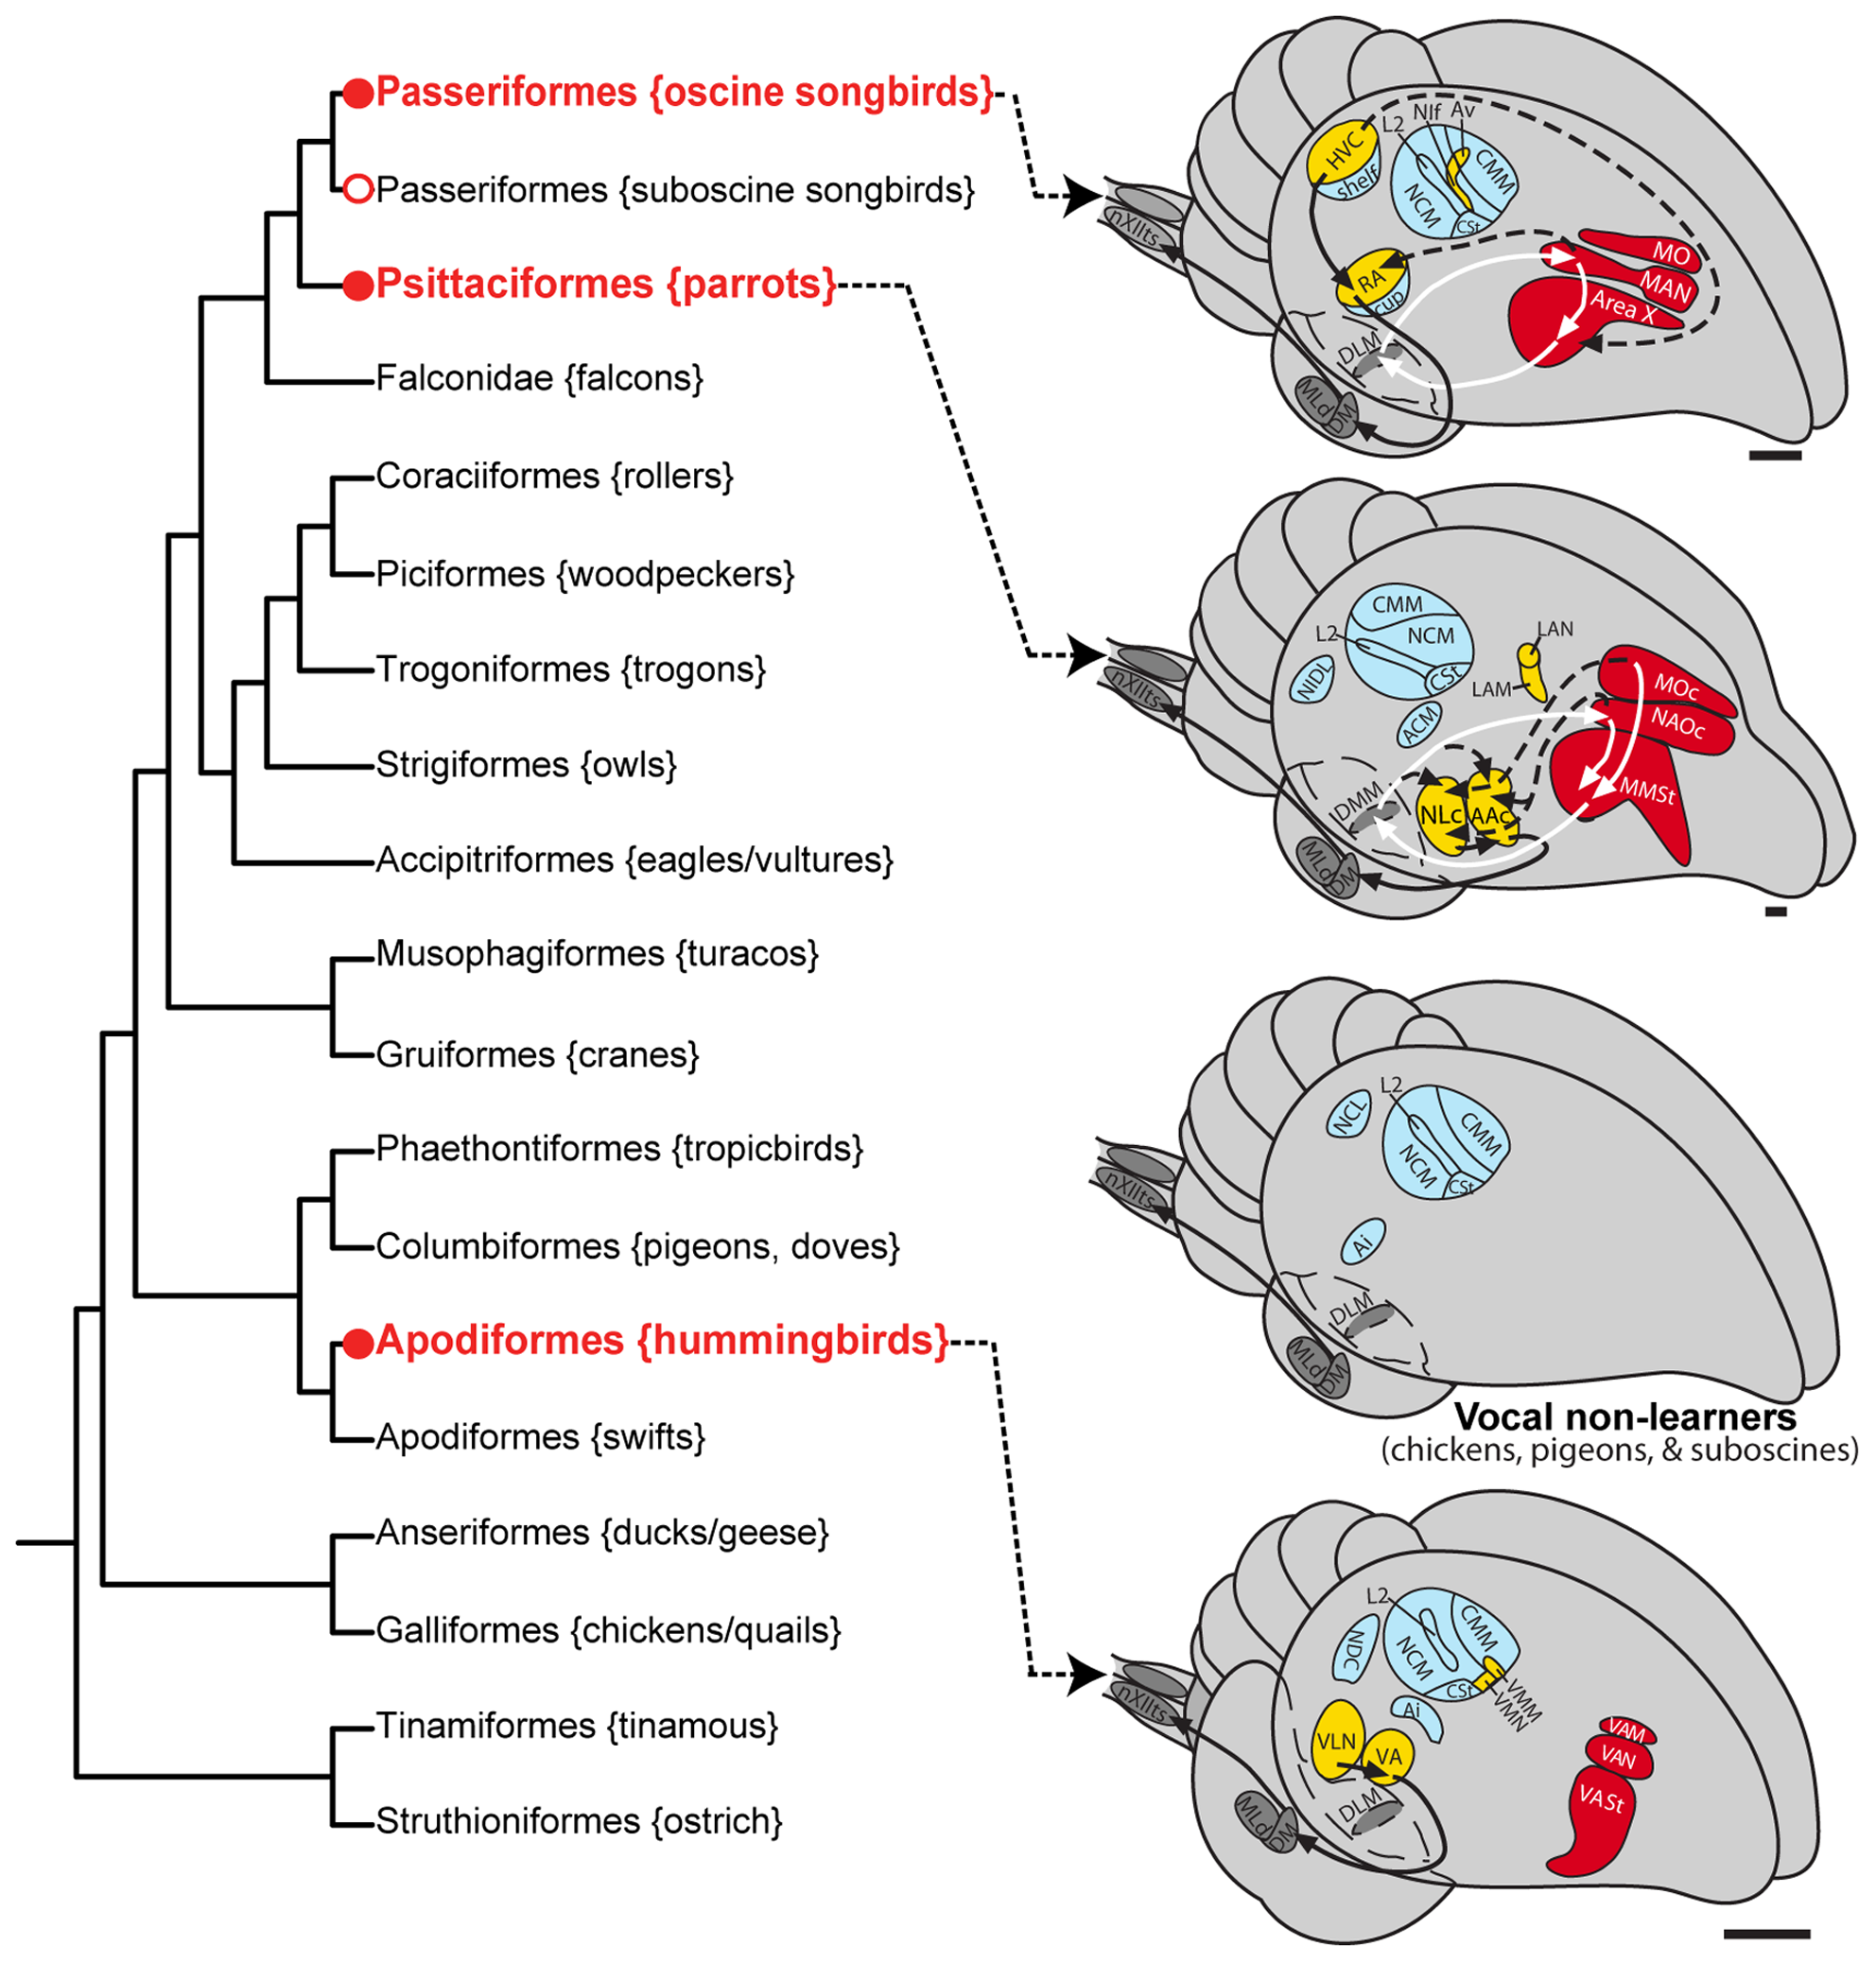 Passeriformes {oscine songbirds}
Passeriformes {suboscine songbirds}
Psittaciformes {parrots}
Falconidae {falcons}
Coraciiformes {rollers}
Piciformes {woodpeckers}
Trogoniformes {trogons}
Strigiformes {owls}
Accipitriformes {eagles/vultures}
Musophagiformes {turacos}
Gruiformes {cranes}
Phaethontiformes {tropicbirds}
Columbiformes {pigeons, doves}
Apodiformes {hummingbirds}
Apodiformes {swifts}
Anseriformes {ducks/geese}
Galliformes {chickens/quails}
Tinamiformes {tinamous}
Struthioniformes {ostrich}
HVC
shelf
L2
NIf
Av
CMM
NCM
CSt
nXIIts
RA
cup
MO
MAN
Area X
DLM
MLd
DM
CMM
L2
NCM
CSt
NIDL
ACM
LAN
LAM
nXIIts
MOc
NAOc
MMSt
DMM
NLc
AAc
MLd
DM
L2
NCL
CMM
NCM
CSt
nXIIts
Ai
DLM
MLd
DM
Vocal non-learners
(chickens, pigeons, & suboscines)
L2
NDC
CMM
NCM
CSt
VMM
VMN
nXIIts
Ai
VLN
VA
VAM
VAN
VASt
DLM
MLd
DM